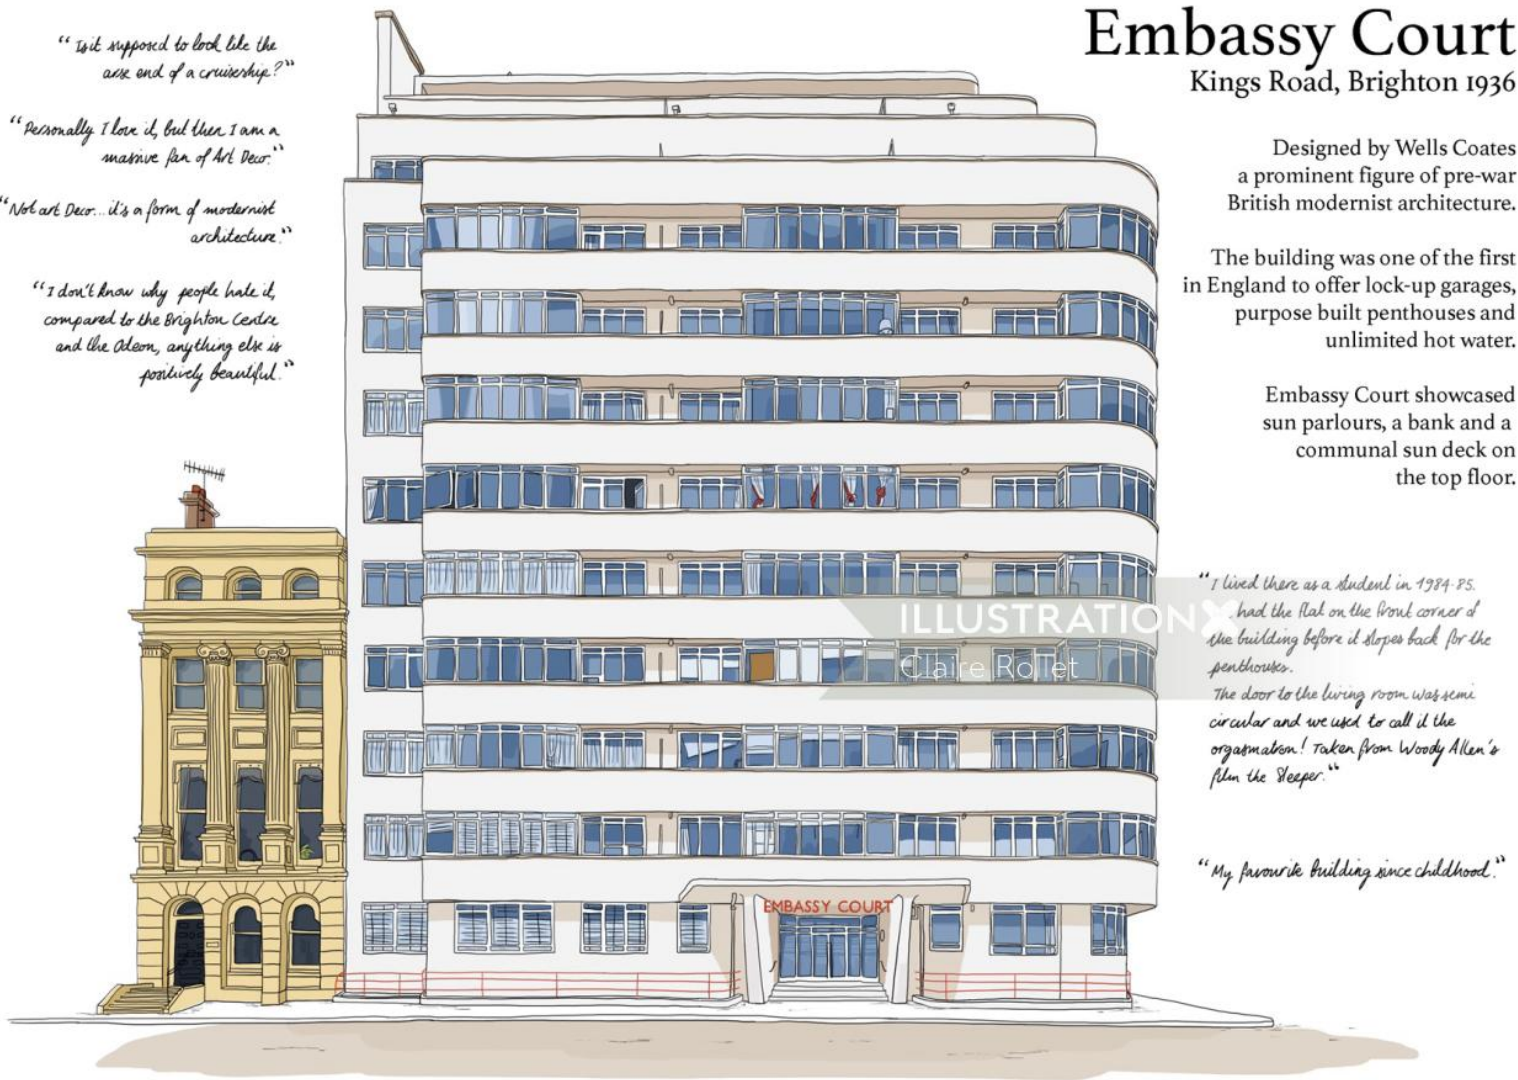 “Is it supposed to look like the
arse end of a cruiseship?”
“Personally I love it, but then I am a
massive fan of Art Deco.”
“Not art Deco... it's a form of modernist
architecture.”
“I don't know why people hate it,
compared to the Brighton Centre
and the Odeon, anything else is
positively beautiful.”
Embassy Court
Kings Road, Brighton 1936
Designed by Wells Coates
a prominent figure of pre-war
British modernist architecture.
The building was one of the first
in England to offer lock-up garages,
purpose built penthouses and
unlimited hot water.
Embassy Court showcased
sun parlours, a bank and a
communal sun deck on
the top floor.
“I lived there as a student in 1984-85.
had the flat on the front corner of
the building before it slopes back for the
penthouses.
The door to the living room was semi
circular and we used to call it the
orgasmatron! Taken from Woody Allen's
film the Sleeper.”
“My favourite building since childhood.”
ILLUSTRATIONX
Claire Rollet
EMBASSY COURT